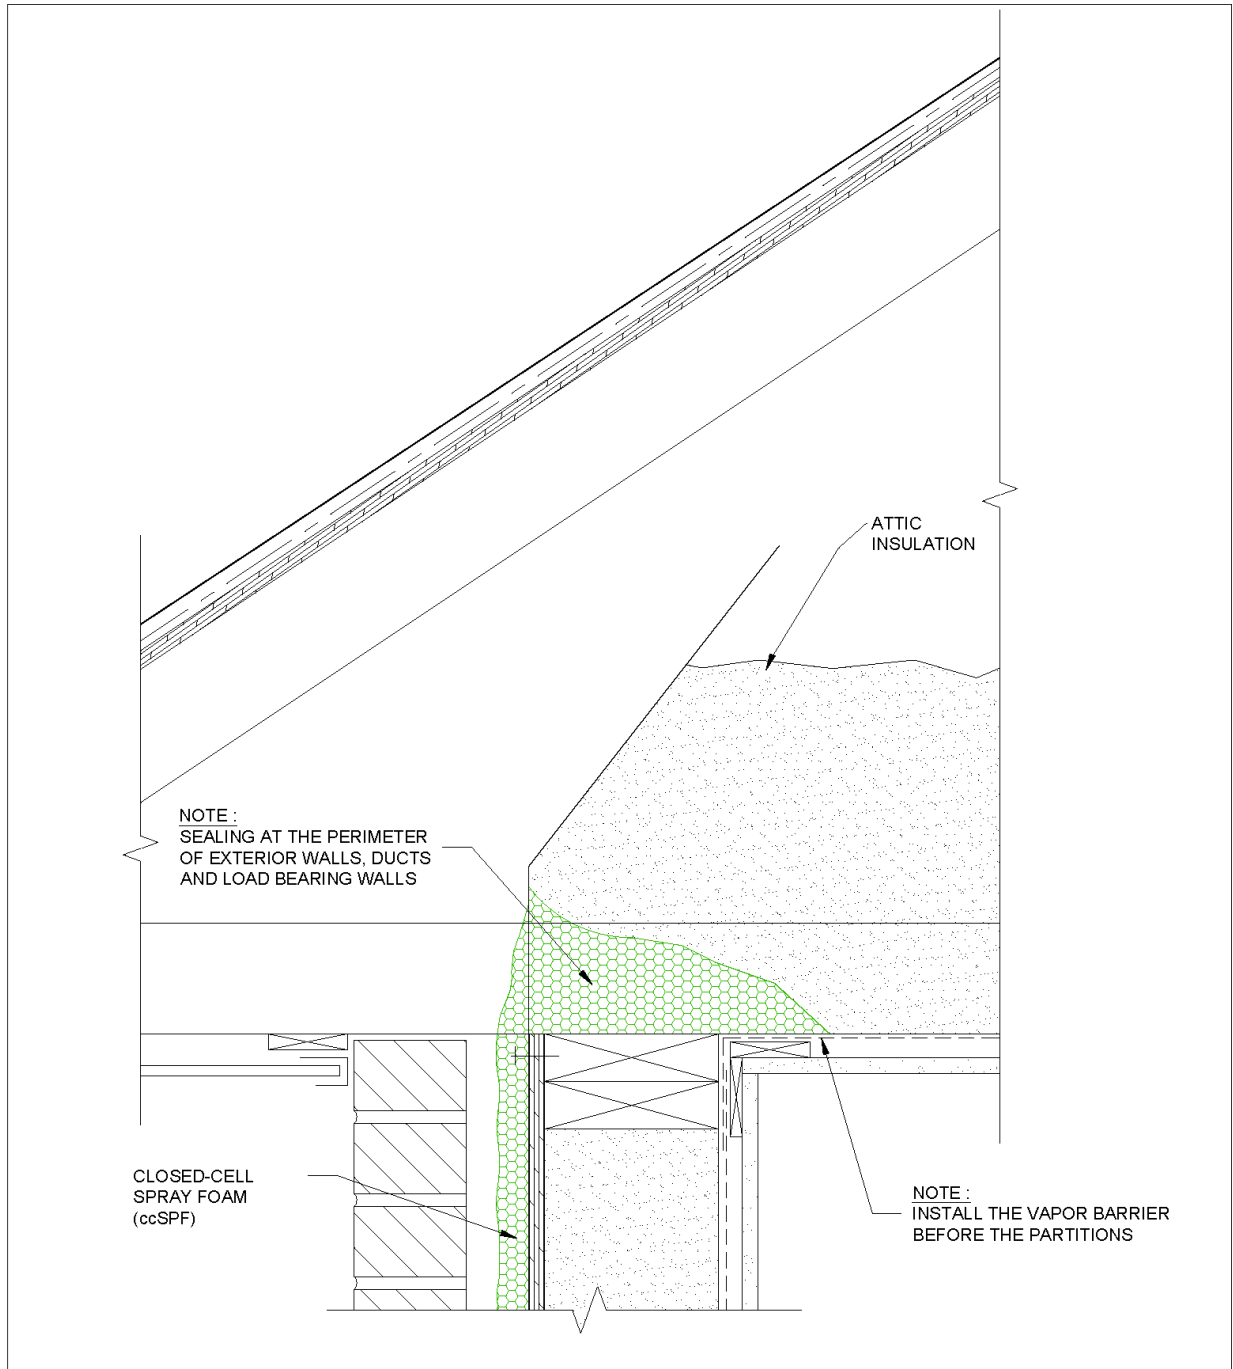 ATTIC
INSULATION
NOTE :
SEALING AT THE PERIMETER
OF EXTERIOR WALLS, DUCTS
AND LOAD BEARING WALLS
CLOSED-CELL
SPRAY FOAM
(ccSPF)
NOTE :
INSTALL THE VAPOR BARRIER
BEFORE THE PARTITIONS